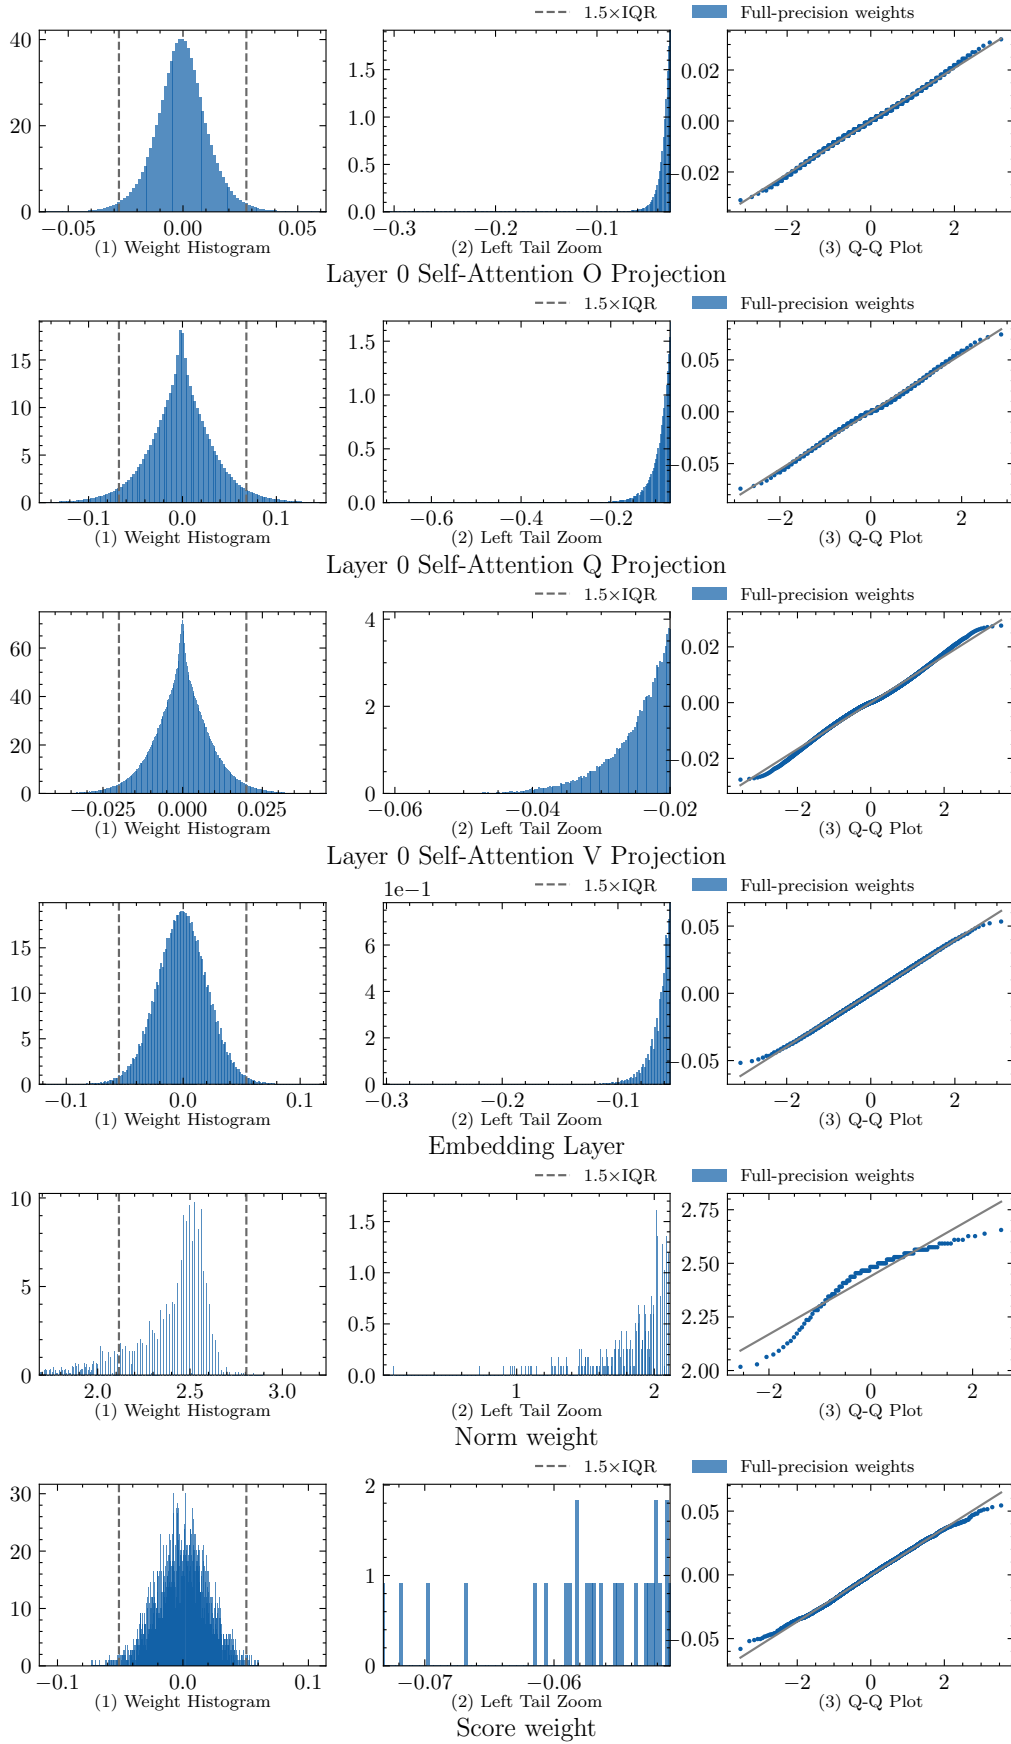 1.5×IQR Full-precision weights
40
20
0
−0.05 0.00 0.05
(1) Weight Histogram
1.5
1.0
0.5
0.0
−0.3 −0.2 −0.1
(2) Left Tail Zoom
0.02
0.00
−0.02
−2 0 2
(3) Q-Q Plot
Layer 0 Self-Attention O Projection
1.5×IQR Full-precision weights
15
10
5
0
−0.1 0.0 0.1
(1) Weight Histogram
1.5
1.0
0.5
0.0
−0.6 −0.4 −0.2
(2) Left Tail Zoom
0.05
0.00
−0.05
−2 0 2
(3) Q-Q Plot
Layer 0 Self-Attention Q Projection
1.5×IQR Full-precision weights
60
40
20
0
−0.025 0.000 0.025
(1) Weight Histogram
4
2
0
−0.06 −0.04 −0.02
(2) Left Tail Zoom
0.02
0.00
−0.02
−2 0 2
(3) Q-Q Plot
Layer 0 Self-Attention V Projection
1.5×IQR Full-precision weights
15
10
5
0
−0.1 0.0 0.1
(1) Weight Histogram
1e−1
6
4
2
0
−0.3 −0.2 −0.1
(2) Left Tail Zoom
0.05
0.00
−0.05
−2 0 2
(3) Q-Q Plot
Embedding Layer
1.5×IQR Full-precision weights
10
5
0
2.0 2.5 3.0
(1) Weight Histogram
1.5
1.0
0.5
0.0
1 2
(2) Left Tail Zoom
2.75
2.50
2.25
2.00
−2 0 2
(3) Q-Q Plot
Norm weight
1.5×IQR Full-precision weights
30
20
10
0
−0.1 0.0 0.1
(1) Weight Histogram
2
1
0
−0.07 −0.06
(2) Left Tail Zoom
0.05
0.00
−0.05
−2 0 2
(3) Q-Q Plot
Score weight